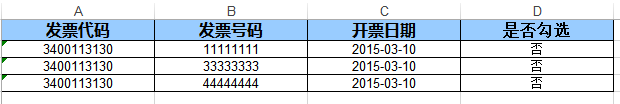 A B C D
发票代码 发票号码 开票日期 是否勾选
3400113130 11111111 2015-03-10 否
3400113130 33333333 2015-03-10 否
3400113130 44444444 2015-03-10 否